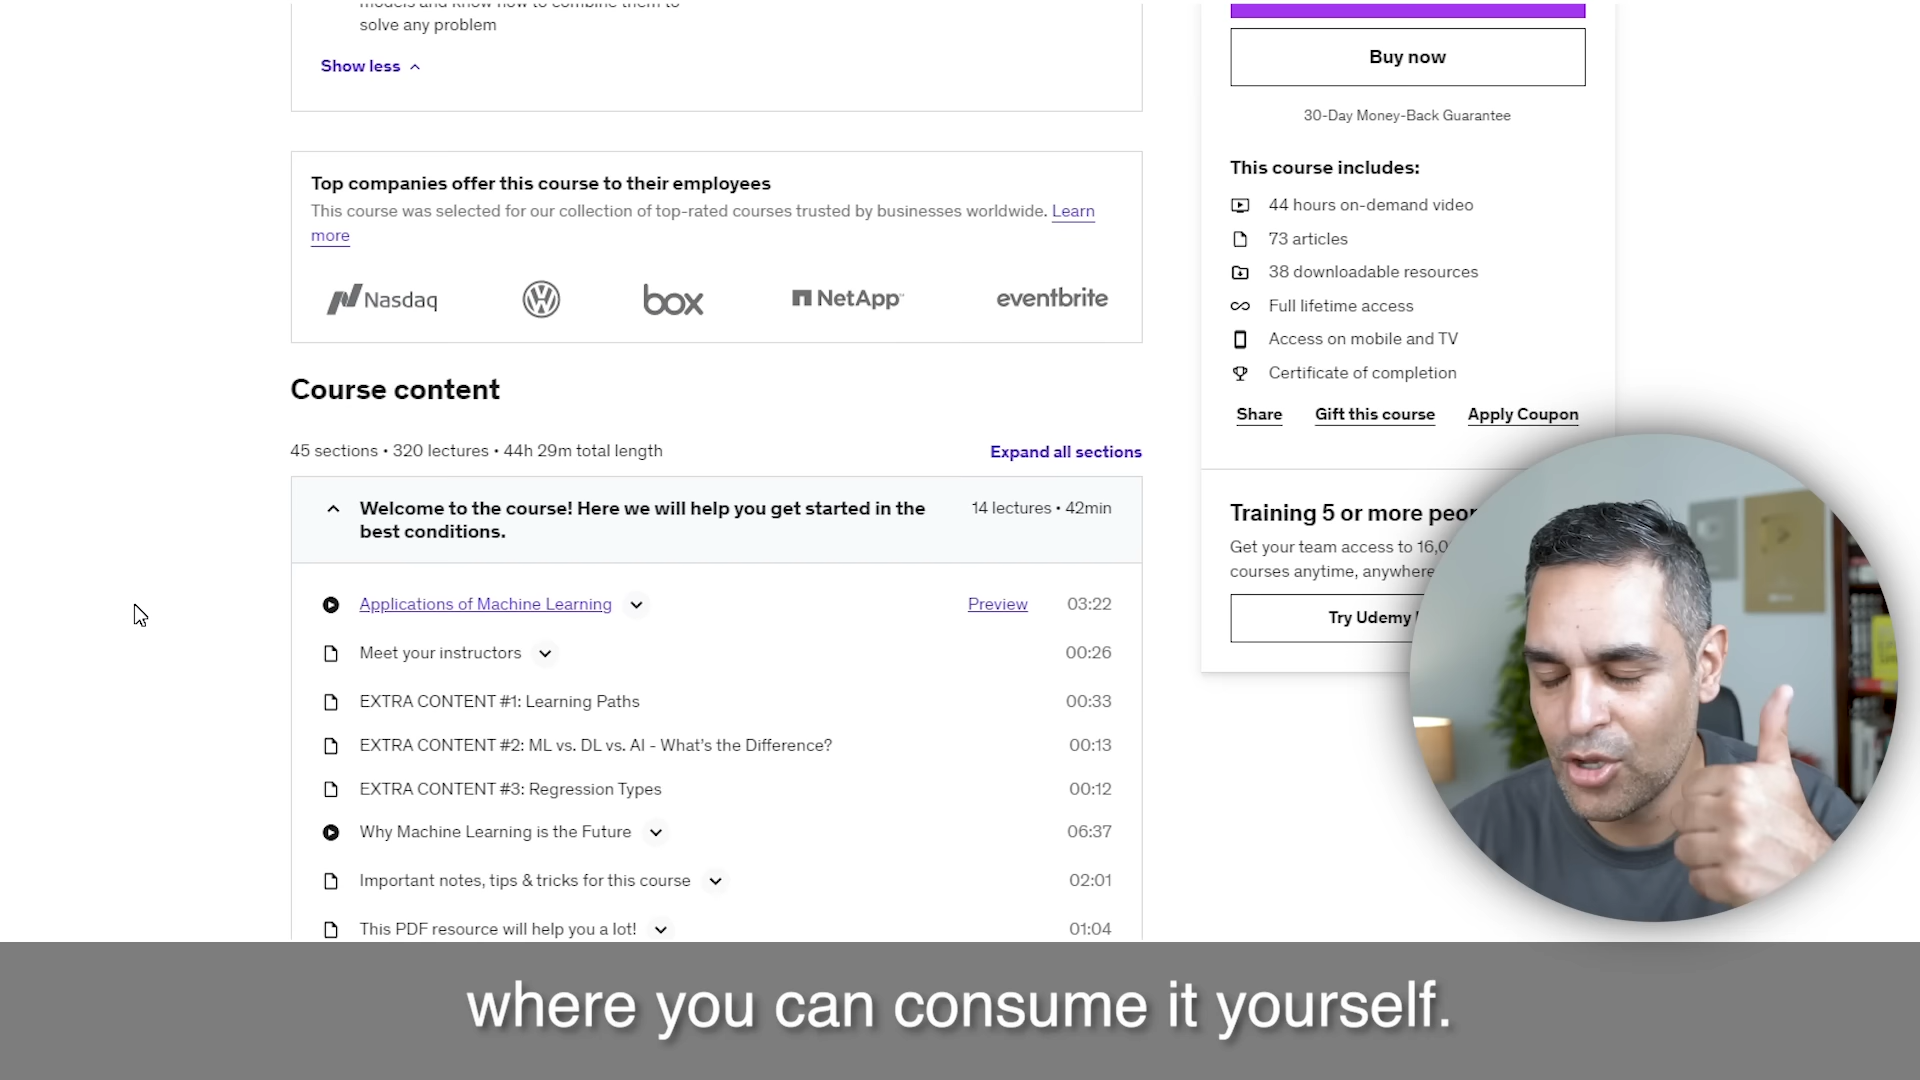 solve any problem
Show less
Top companies offer this course to their employees
This course was selected for our collection of top-rated courses trusted by businesses worldwide. Learn
more
Nasdaq
box
NetApp
eventbrite
Course content
45 sections • 320 lectures • 44h 29m total length
Expand all sections
Welcome to the course! Here we will help you get started in the
best conditions.
14 lectures • 42min
Applications of Machine Learning
Preview
03:22
Meet your instructors
00:26
EXTRA CONTENT #1: Learning Paths
00:33
EXTRA CONTENT #2: ML vs. DL vs. AI - What's the Difference?
00:13
EXTRA CONTENT #3: Regression Types
00:12
Why Machine Learning is the Future
06:37
Important notes, tips & tricks for this course
02:01
This PDF resource will help you a lot!
01:04
Buy now
30-Day Money-Back Guarantee
This course includes:
44 hours on-demand video
73 articles
38 downloadable resources
Full lifetime access
Access on mobile and TV
Certificate of completion
Share
Gift this course
Apply Coupon
Training 5 or more
Get your team access to
courses anytime, anywhere
Try Udemy
where you can consume it yourself.